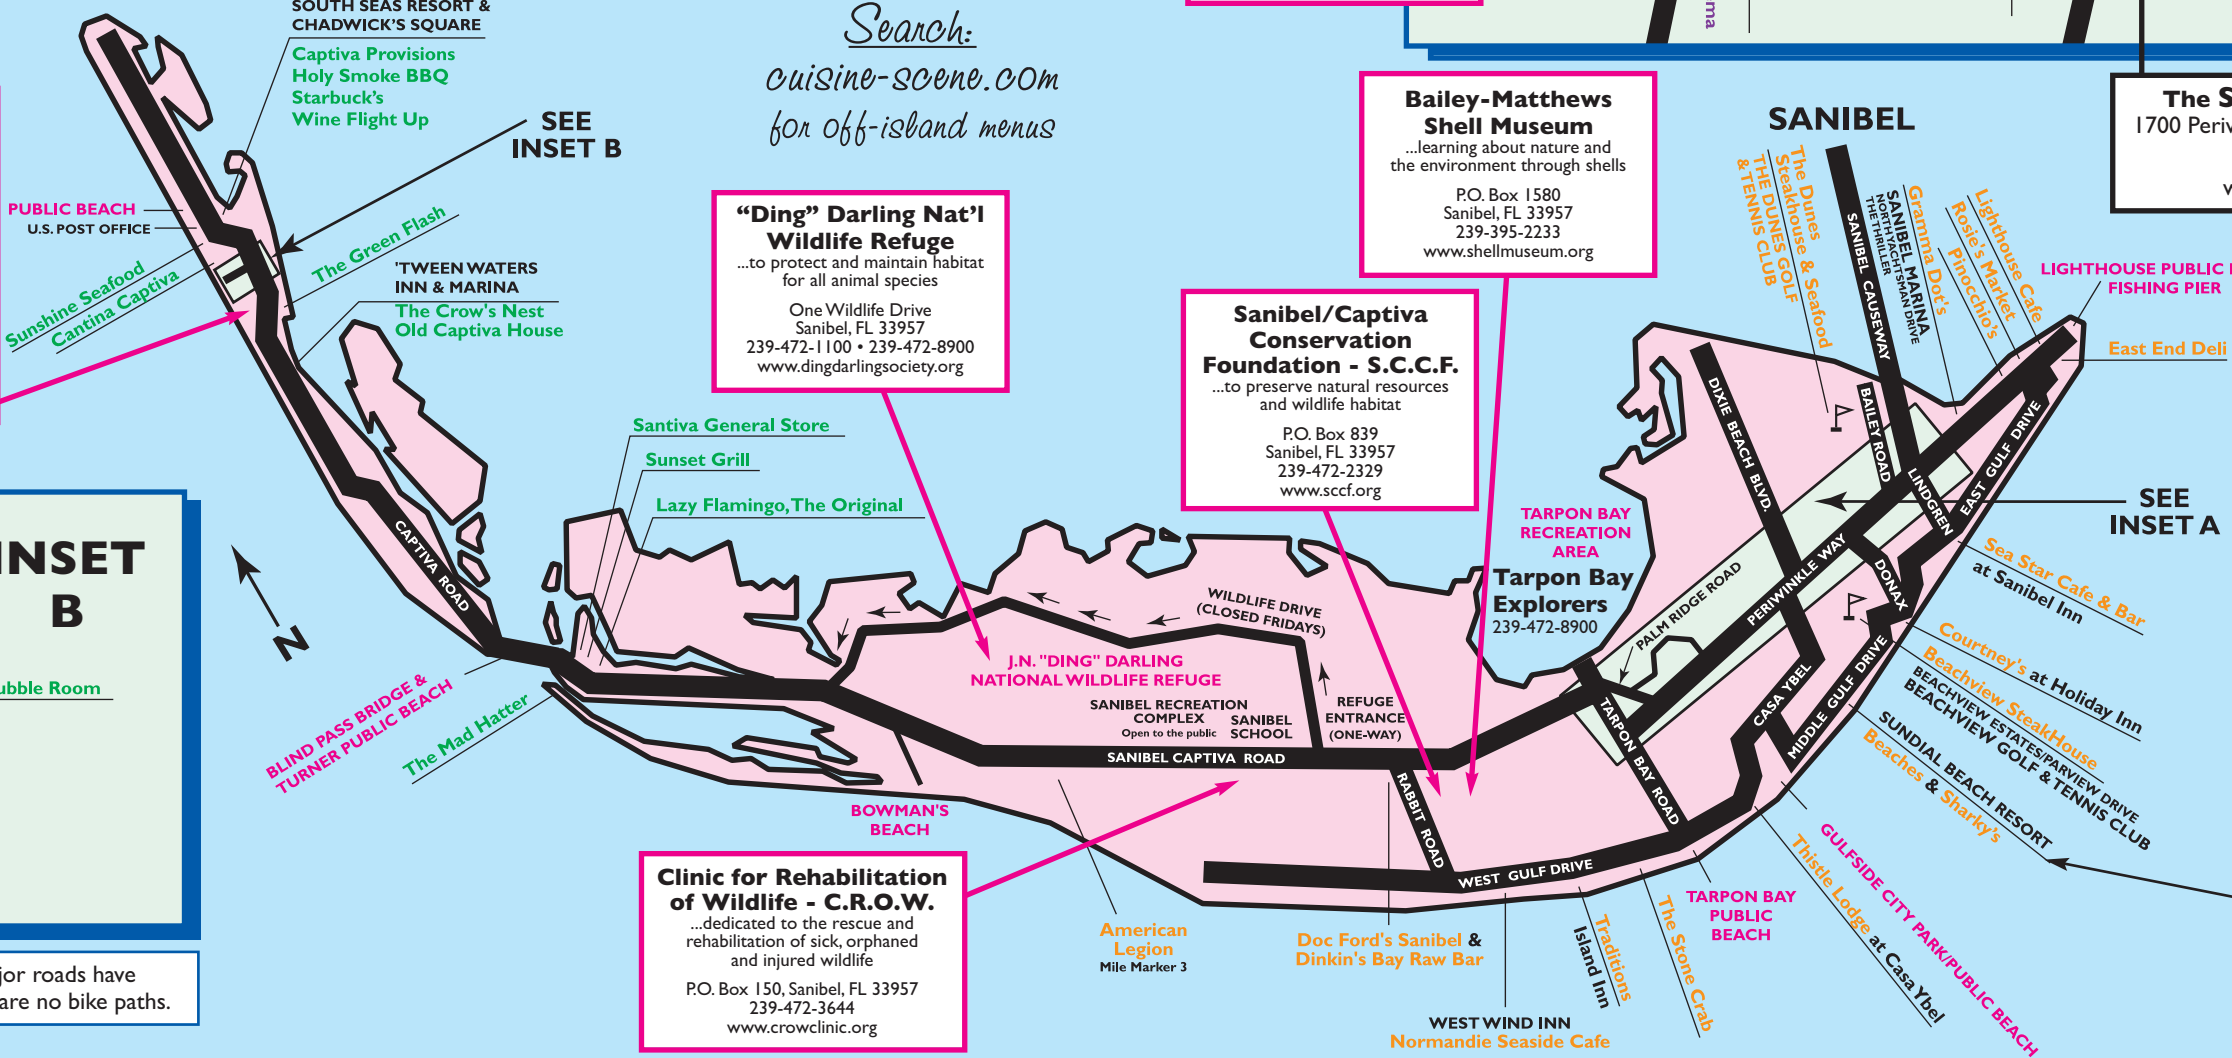 SOUTH SEAS RESORT &
CHADWICK'S SQUARE
Captiva Provisions
Holy Smoke BBQ
Starbuck's
Wine Flight Up
Search:
cuisine-scene.com
for off-island menus
SEE
INSET B
PUBLIC BEACH
U.S. POST OFFICE
Sunshine Seafood
Cantina Captiva
The Green Flash
'TWEEN WATERS
INN & MARINA
The Crow's Nest
Old Captiva House
"Ding" Darling Nat'l
Wildlife Refuge
...to protect and maintain habitat
for all animal species
One Wildlife Drive
Sanibel, FL 33957
239-472-1100 • 239-472-8900
www.dingdarlingsociety.org
Bailey-Matthews
Shell Museum
...learning about nature and
the environment through shells
P.O. Box 1580
Sanibel, FL 33957
239-395-2233
www.shellmuseum.org
Sanibel/Captiva
Conservation
Foundation - S.C.C.F.
...to preserve natural resources
and wildlife habitat
P.O. Box 839
Sanibel, FL 33957
239-472-2329
www.sccf.org
ma
The S
1700 Periw
SANIBEL
The Dunes
Steakhouse & Seafood
THE DUNES GOLF
& TENNIS CLUB
SANIBEL CAUSEWAY
SANIBEL MARINA
NORTH YACHTSMAN DRIVE
THE THRILLER
Gramma Dot's
Lighthouse Cafe
Rosie's Market
Pinocchio's
LIGHTHOUSE PUBLIC
FISHING PIER
East End Deli
DIXIE BEACH BLVD.
BAILEY ROAD
LINDGREN
EAST GULF DRIVE
SEE
INSET A
Santiva General Store
Sunset Grill
Lazy Flamingo, The Original
CAPTIVA ROAD
INSET
B
ubble Room
N
BLIND PASS BRIDGE &
TURNER PUBLIC BEACH
The Mad Hatter
WILDLIFE DRIVE
(CLOSED FRIDAYS)
J.N. "DING" DARLING
NATIONAL WILDLIFE REFUGE
SANIBEL RECREATION
COMPLEX
Open to the public
SANIBEL
SCHOOL
REFUGE
ENTRANCE
(ONE-WAY)
SANIBEL CAPTIVA ROAD
TARPON BAY
RECREATION
AREA
Tarpon Bay
Explorers
239-472-8900
PALM RIDGE ROAD
PERIWINKLE WAY
DONAX
TARPON BAY ROAD
CASA YBEL
MIDDLE GULF DRIVE
RABBIT ROAD
WEST GULF DRIVE
Sea Star Cafe & Bar
at Sanibel Inn
Courtney's at Holiday Inn
Beachview SteakHouse
BEACHVIEW ESTATES/PARVIEW DRIVE
BEACHVIEW GOLF & TENNIS CLUB
SUNDIAL BEACH RESORT
Beaches & Sharky's
GULFSIDE CITY PARK/PUBLIC BEACH
Thistle Lodge at Casa Ybel
TARPON BAY
PUBLIC
BEACH
The Stone Crab
Traditions
Island Inn
WEST WIND INN
Normandie Seaside Cafe
Doc Ford's Sanibel &
Dinkin's Bay Raw Bar
American
Legion
Mile Marker 3
BOWMAN'S
BEACH
Clinic for Rehabilitation
of Wildlife - C.R.O.W.
...dedicated to the rescue and
rehabilitation of sick, orphaned
and injured wildlife
P.O. Box 150, Sanibel, FL 33957
239-472-3644
www.crowclinic.org
jor roads have
are no bike paths.